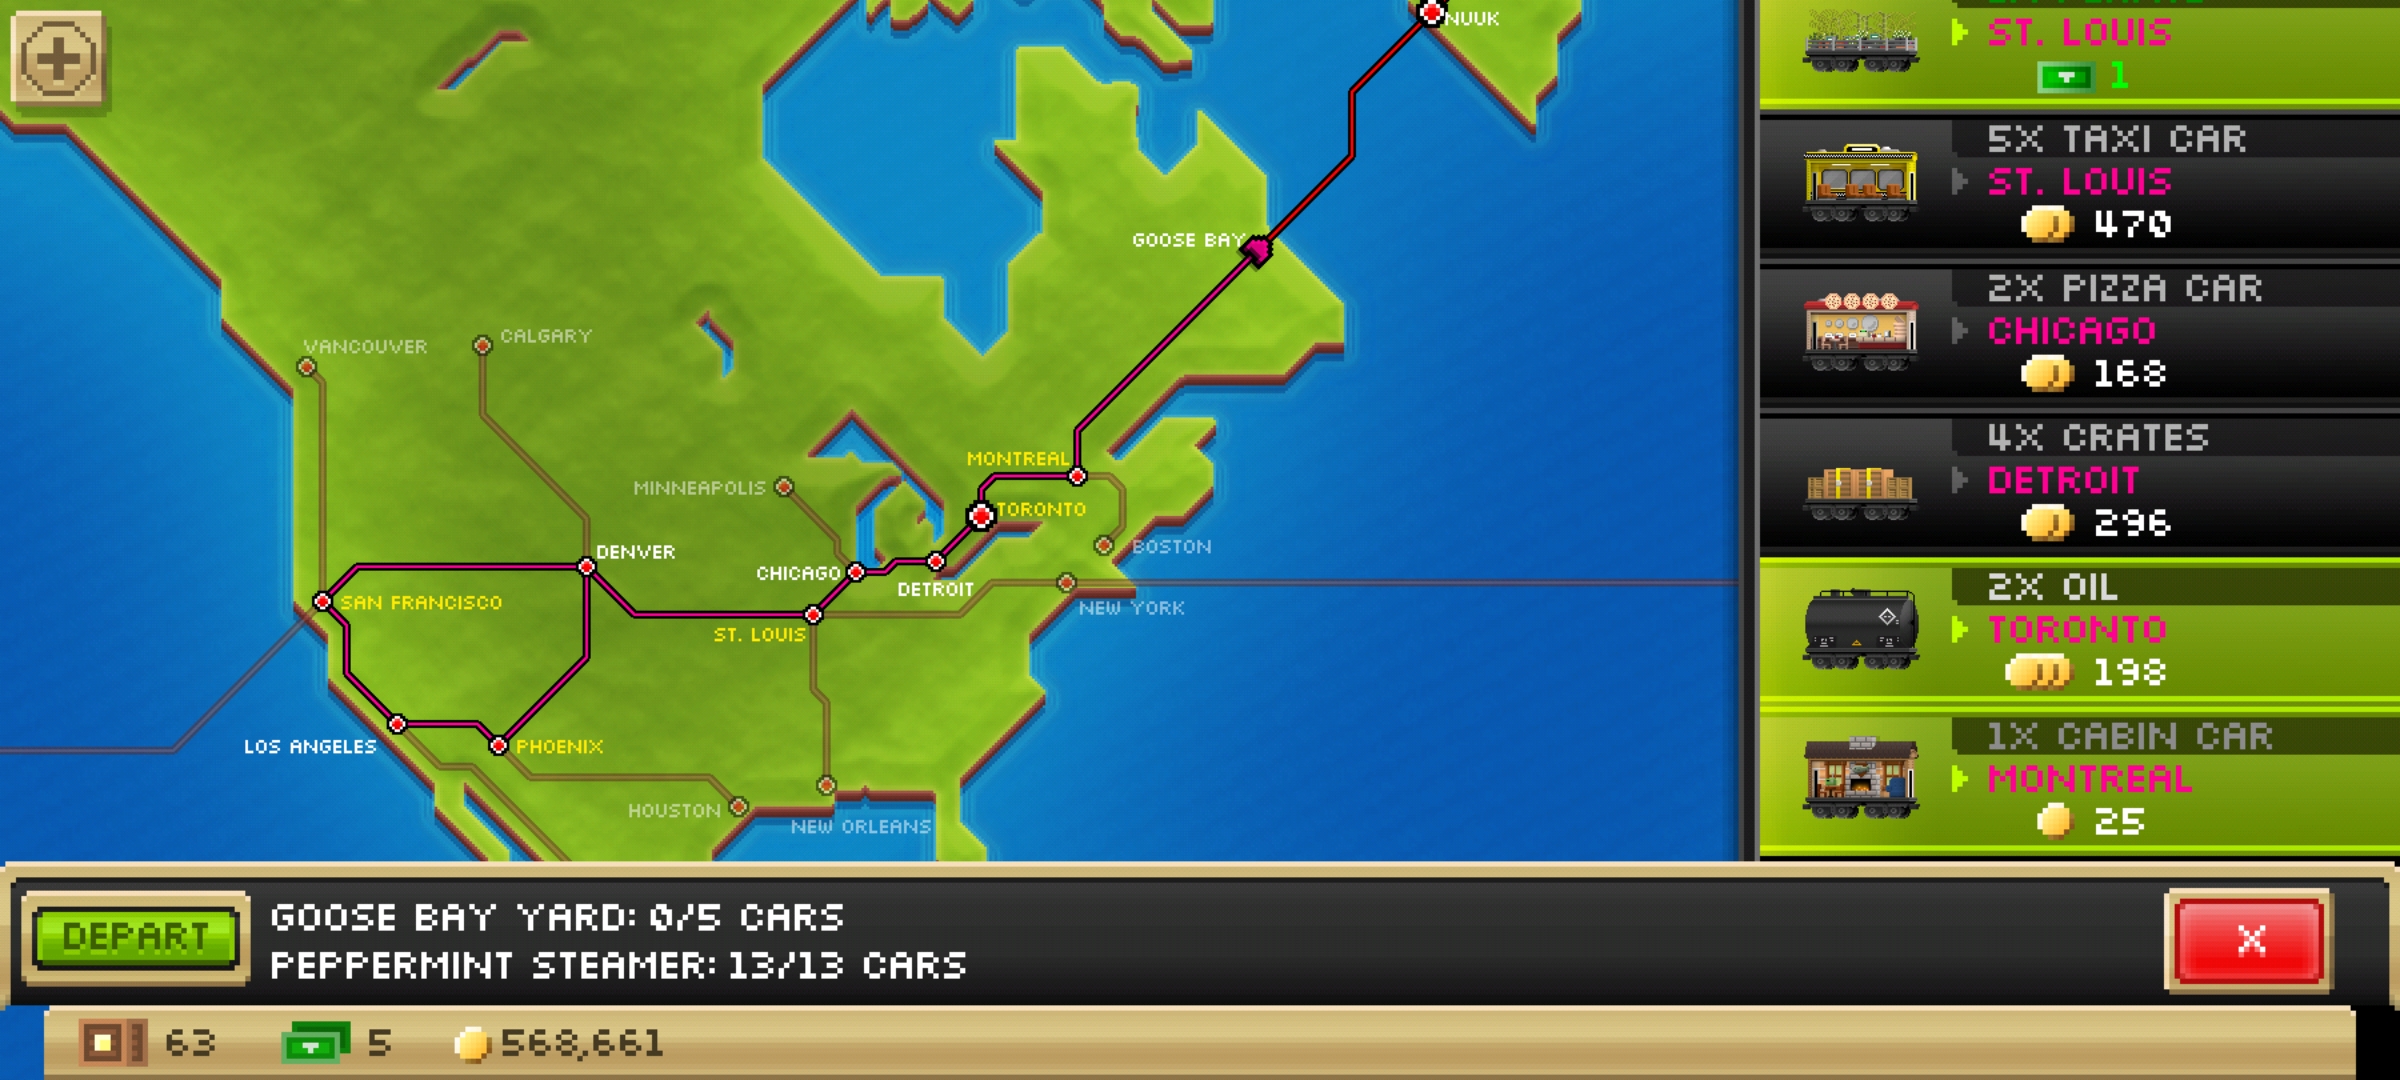 NUUK
GOOSE BAY
VANCOUVER
CALGARY
MONTREAL
MINNEAPOLIS
TORONTO
BOSTON
DENVER
CHICAGO
DETROIT
SAN FRANCISCO
NEW YORK
ST. LOUIS
LOS ANGELES
PHOENIX
HOUSTON
NEW ORLEANS
ST. LOUIS
1
5X TAXI CAR
ST. LOUIS
470
2X PIZZA CAR
CHICAGO
168
4X CRATES
DETROIT
296
2X OIL
TORONTO
198
1X CABIN CAR
MONTREAL
25
DEPART
GOOSE BAY YARD: 0/5 CARS
PEPPERMINT STEAMER: 13/13 CARS
X
63
5
568,661